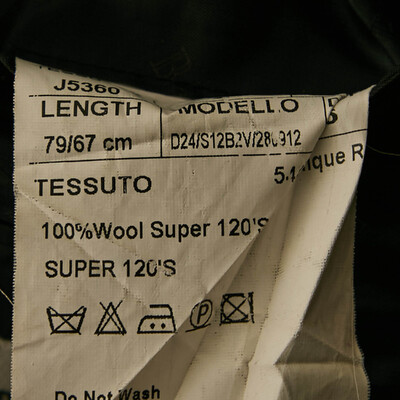 J5360
LENGTH MODELLO
79/67 cm D24/S12B2V/280912
TESSUTO
100%Wool Super 120'S
SUPER 120'S
P
Do Not Wash